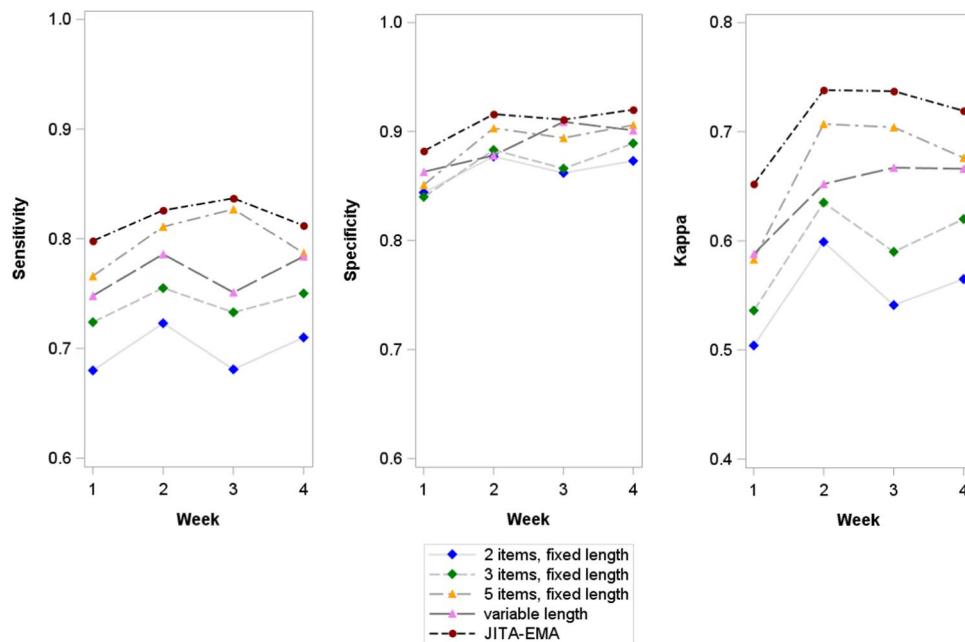 1.0
0.9
0.8
0.7
0.6
Sensitivity
1 2 3 4
Week
1.0
0.9
0.8
0.7
0.6
Specificity
1 2 3 4
Week
0.8
0.7
0.6
0.5
0.4
Kappa
1 2 3 4
Week
2 items, fixed length
3 items, fixed length
5 items, fixed length
variable length
JITA-EMA